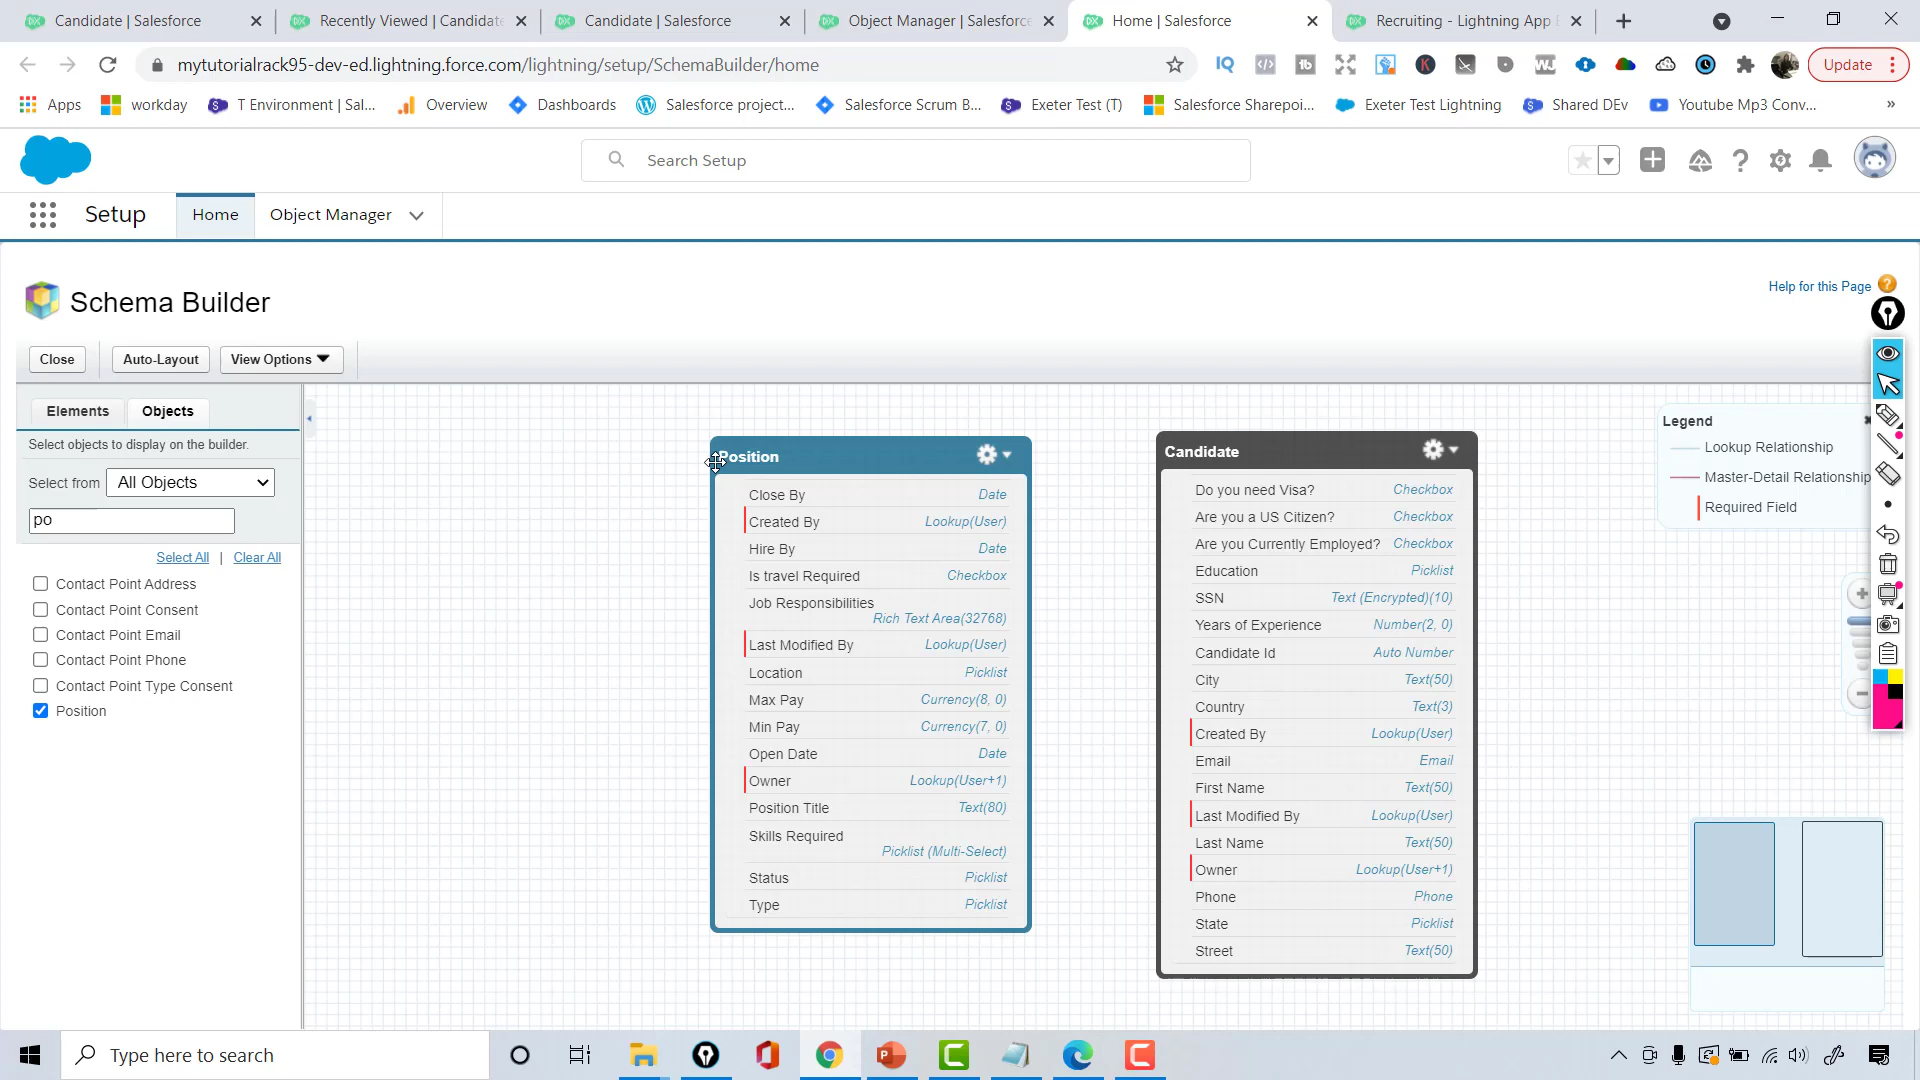 Candidate | Salesforce
Recently Viewed | Candidate
Candidate | Salesforce
Object Manager | Salesforce
Home | Salesforce
Recruiting - Lightning App
mytutorialrack95-dev-ed.lightning.force.com/lightning/setup/SchemaBuilder/home
Update
Apps
workday
T Environment | Sal...
Overview
Dashboards
Salesforce project...
Salesforce Scrum B...
Exeter Test (T)
Salesforce Sharepoi...
Exeter Test Lightning
Shared DEv
Youtube Mp3 Conv...
»
Search Setup
Setup
Home
Object Manager
Schema Builder
Help for this Page
Close
Auto-Layout
View Options
Elements
Objects
Select objects to display on the builder.
Select from All Objects
po
Select All | Clear All
Contact Point Address
Contact Point Consent
Contact Point Email
Contact Point Phone
Contact Point Type Consent
Position
Position
Close By Date
Created By Lookup(User)
Hire By Date
Is travel Required Checkbox
Job Responsibilities
Rich Text Area(32768)
Last Modified By Lookup(User)
Location Picklist
Max Pay Currency(8, 0)
Min Pay Currency(7, 0)
Open Date Date
Owner Lookup(User+1)
Position Title Text(80)
Skills Required
Picklist (Multi-Select)
Status Picklist
Type Picklist
Candidate
Do you need Visa? Checkbox
Are you a US Citizen? Checkbox
Are you Currently Employed? Checkbox
Education Picklist
SSN Text (Encrypted)(10)
Years of Experience Number(2, 0)
Candidate Id Auto Number
City Text(50)
Country Text(3)
Created By Lookup(User)
Email Email
First Name Text(50)
Last Modified By Lookup(User)
Last Name Text(50)
Owner Lookup(User+1)
Phone Phone
State Picklist
Street Text(50)
Legend
Lookup Relationship
Master-Detail Relationship
Required Field
Type here to search